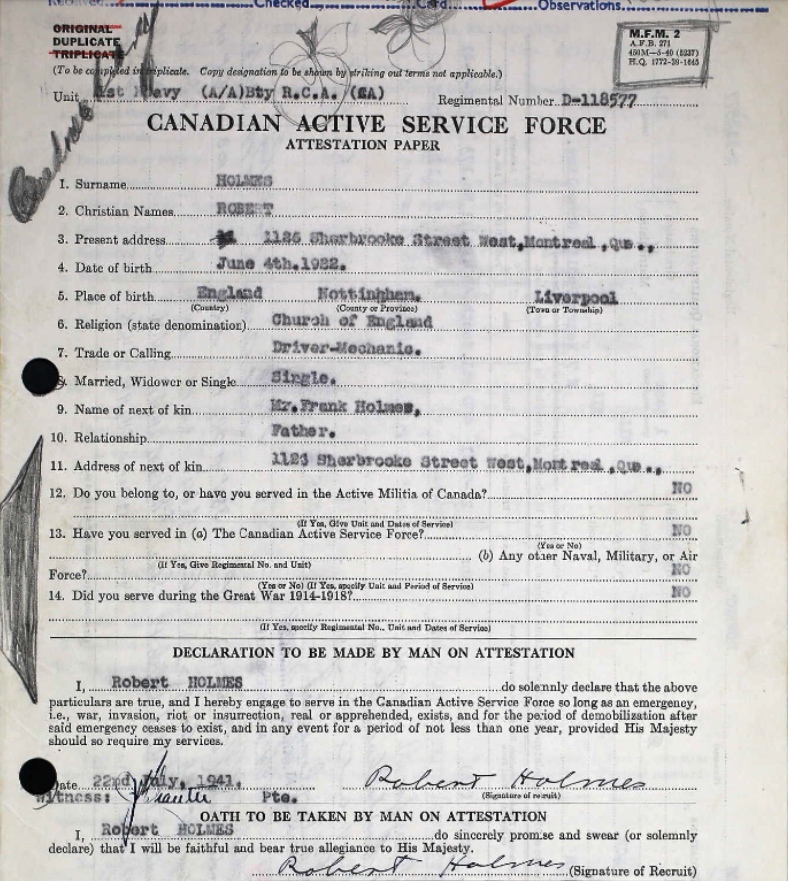 Checked Card Observations
ORIGINAL
DUPLICATE
TRIPLICATE
M.F.M. 2
A.F.B. 271
450M—5-40 (5237)
H.Q. 1772-39-1645
(To be completed in triplicate. Copy designation to be shown by striking out terms not applicable.)
Unit 1st Heavy (A/A)Bty R.C.A. (CA) Regimental Number D-118577
CANADIAN ACTIVE SERVICE FORCE
ATTESTATION PAPER
1. Surname HOLMES
2. Christian Names ROBERT
3. Present address Sherbrooke Street West,Montreal ,Que.,
4. Date of birth June 4th.1922.
5. Place of birth England Nottingham. Liverpool
(Country) (County or Province) (Town or Township)
6. Religion (state denomination) Church of England
7. Trade or Calling Driver-Mechanic.
8. Married, Widower or Single Single.
9. Name of next of kin Mr.Frank Holmes,
10. Relationship Father.
11. Address of next of kin Sherbrooke Street West,Montreal ,Que.,
12. Do you belong to, or have you served in the Active Militia of Canada? NO
(If Yes, Give Unit and Dates of Service)
13. Have you served in (a) The Canadian Active Service Force? NO
(Yes or No)
(b) Any other Naval, Military, or Air
(If Yes, Give Regimental No. and Unit)
Force? NO
(Yes or No) (If Yes, specify Unit and Period of Service)
14. Did you serve during the Great War 1914-1918? NO
(If Yes, specify Regimental No., Unit and Dates of Service)
DECLARATION TO BE MADE BY MAN ON ATTESTATION
I, Robert HOLMES do solemnly declare that the above
particulars are true, and I hereby engage to serve in the Canadian Active Service Force so long as an emergency,
i.e., war, invasion, riot or insurrection, real or apprehended, exists, and for the period of demobilization after
said emergency ceases to exist, and in any event for a period of not less than one year, provided His Majesty
should so require my services.
Date 22nd July, 1941. Robert Holmes
Witness: Pte. (Signature of recruit)
OATH TO BE TAKEN BY MAN ON ATTESTATION
I, Robert HOLMES do sincerely promise and swear (or solemnly
declare) that I will be faithful and bear true allegiance to His Majesty.
Robert Holmes (Signature of Recruit)